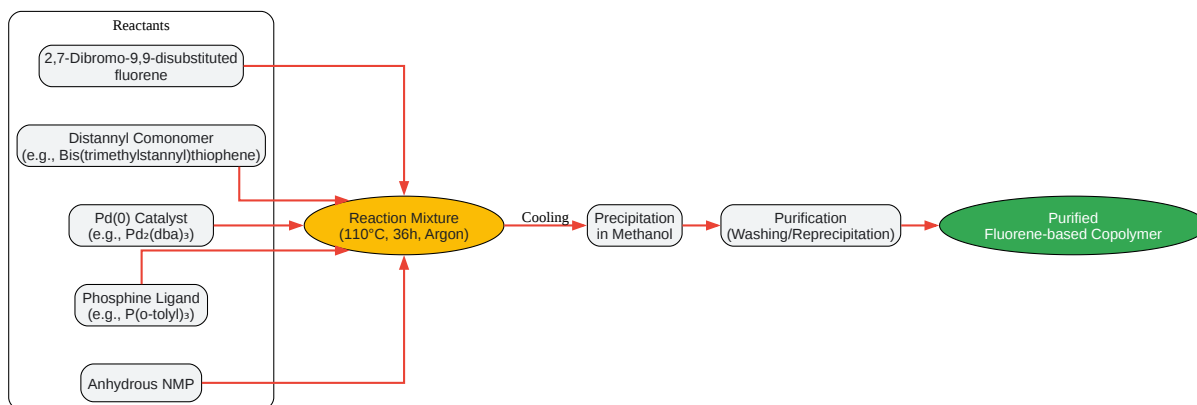 Reactants
2,7-Dibromo-9,9-disubstituted
fluorene
Distannyl Comonomer
(e.g., Bis(trimethylstannyl)thiophene)
Pd(0) Catalyst
(e.g., Pd₂(dba)₃)
Phosphine Ligand
(e.g., P(o-tolyl)₃)
Anhydrous NMP
Reaction Mixture
(110°C, 36h, Argon)
Cooling
Precipitation
in Methanol
Purification
(Washing/Reprecipitation)
Purified
Fluorene-based Copolymer